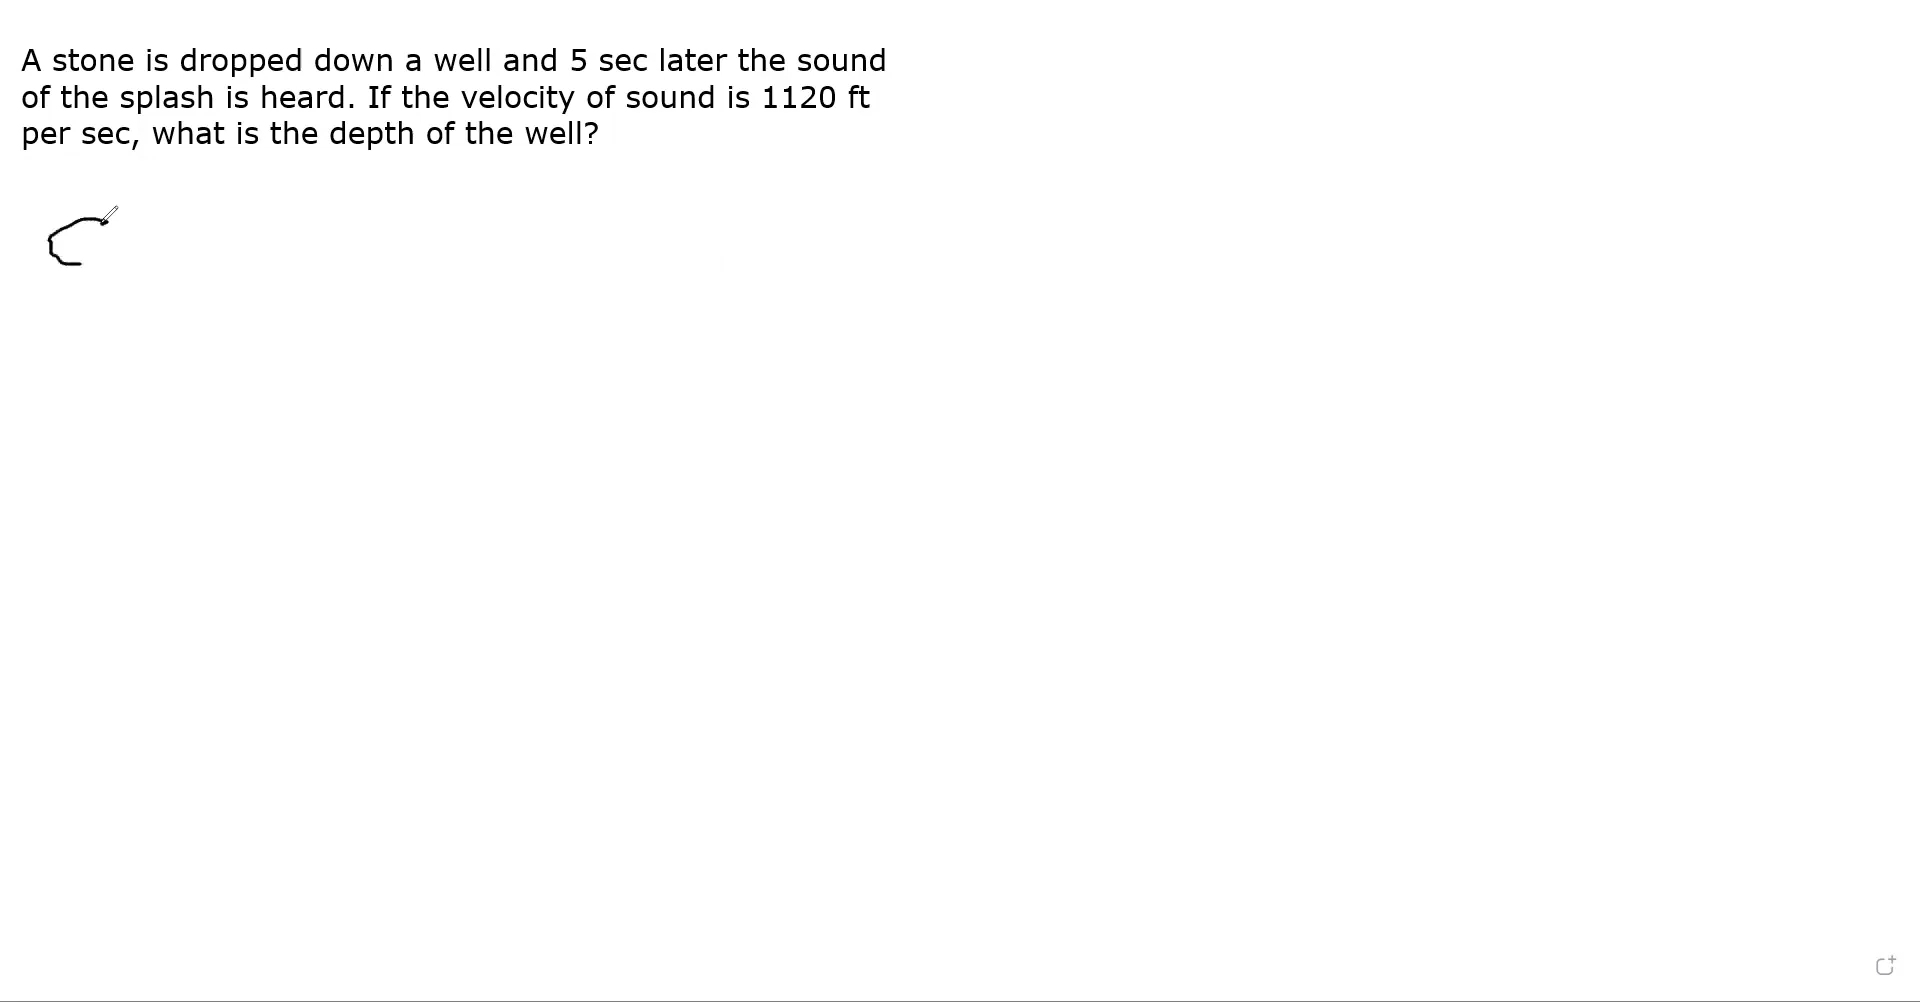 A stone is dropped down a well and 5 sec later the sound
of the splash is heard. If the velocity of sound is 1120 ft
per sec, what is the depth of the well?